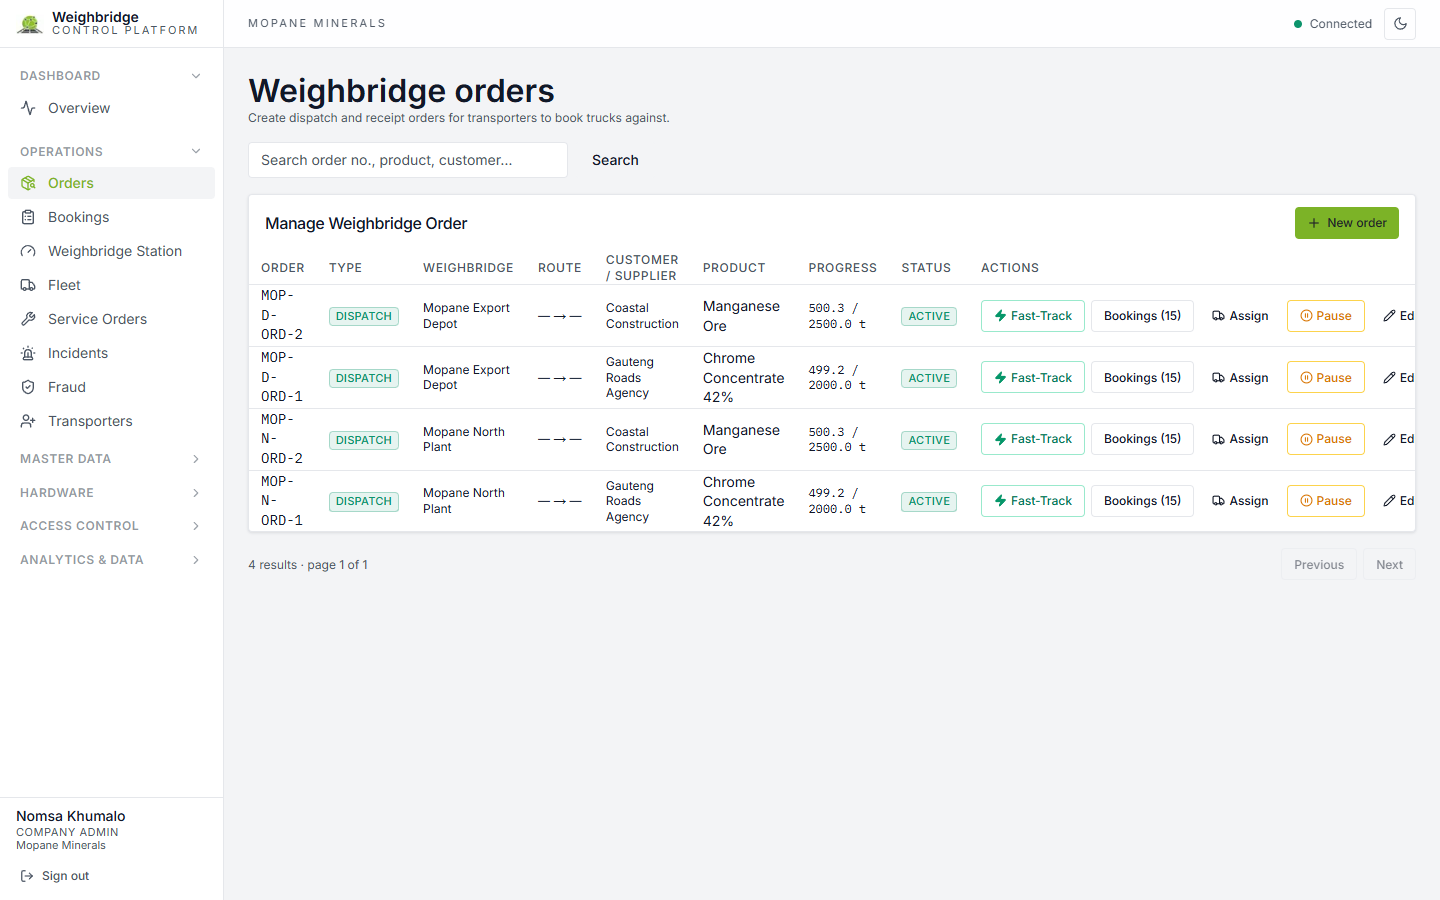 Weighbridge
CONTROL PLATFORM
MOPANE MINERALS
Connected
DASHBOARD
Overview
OPERATIONS
Orders
Bookings
Weighbridge Station
Fleet
Service Orders
Incidents
Fraud
Transporters
MASTER DATA
HARDWARE
ACCESS CONTROL
ANALYTICS & DATA
Nomsa Khumalo
COMPANY ADMIN
Mopane Minerals
Sign out
Weighbridge orders
Create dispatch and receipt orders for transporters to book trucks against.
Search order no., product, customer... Search
Manage Weighbridge Order
+ New order
ORDER TYPE WEIGHBRIDGE ROUTE CUSTOMER / SUPPLIER PRODUCT PROGRESS STATUS ACTIONS
MOP-D-ORD-2 DISPATCH Mopane Export Depot —→— Coastal Construction Manganese Ore 500.3 / 2500.0 t ACTIVE Fast-Track Bookings (15) Assign Pause Ed
MOP-D-ORD-1 DISPATCH Mopane Export Depot —→— Gauteng Roads Agency Chrome Concentrate 42% 499.2 / 2000.0 t ACTIVE Fast-Track Bookings (15) Assign Pause Ed
MOP-N-ORD-2 DISPATCH Mopane North Plant —→— Coastal Construction Manganese Ore 500.3 / 2500.0 t ACTIVE Fast-Track Bookings (15) Assign Pause Ed
MOP-N-ORD-1 DISPATCH Mopane North Plant —→— Gauteng Roads Agency Chrome Concentrate 42% 499.2 / 2000.0 t ACTIVE Fast-Track Bookings (15) Assign Pause Ed
4 results · page 1 of 1
Previous Next